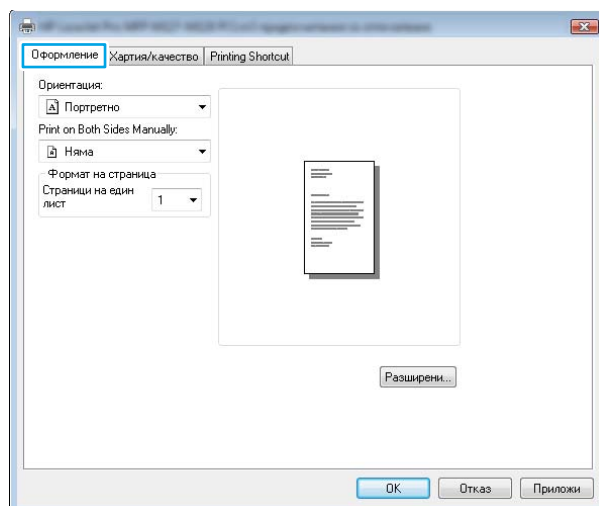 Оформление Хартия/качество Printing Shortcut
Ориентация:
Портретно
Print on Both Sides Manually:
Няма
Формат на страница
Страници на един
лист 1
Разширени...
OK Отказ Приложи